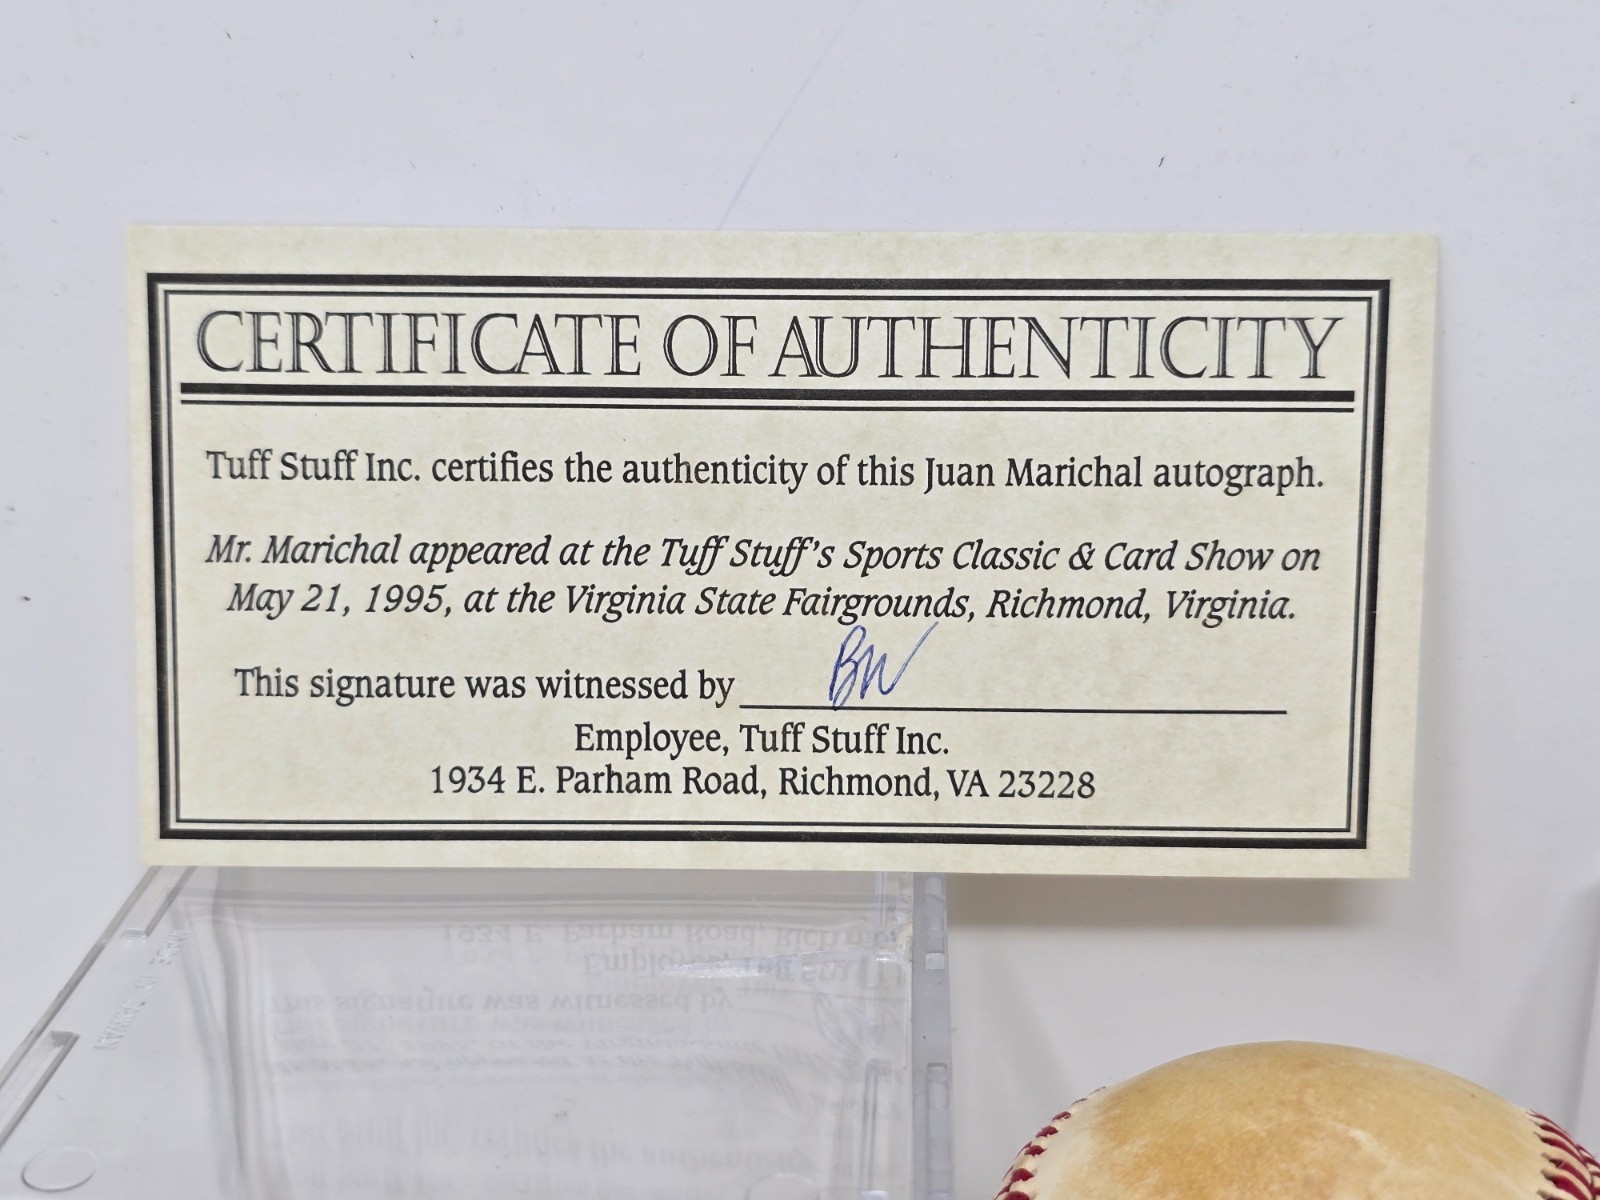 CERTIFICATE OF AUTHENTICITY
Tuff Stuff Inc. certifies the authenticity of this Juan Marichal autograph.
Mr. Marichal appeared at the Tuff Stuff's Sports Classic & Card Show on
May 21, 1995, at the Virginia State Fairgrounds, Richmond, Virginia.
This signature was witnessed by BW
Employee, Tuff Stuff Inc.
1934 E. Parham Road, Richmond, VA 23228